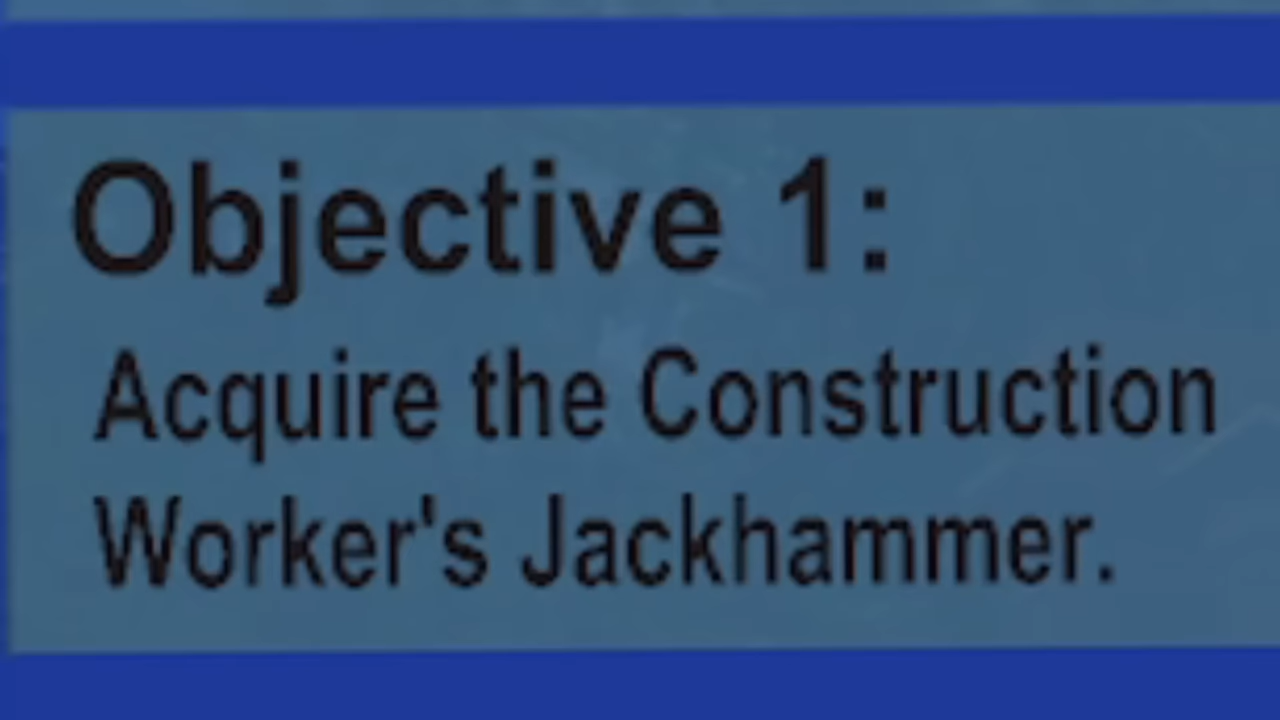 Objective 1:
Acquire the Construction
Worker's Jackhammer.